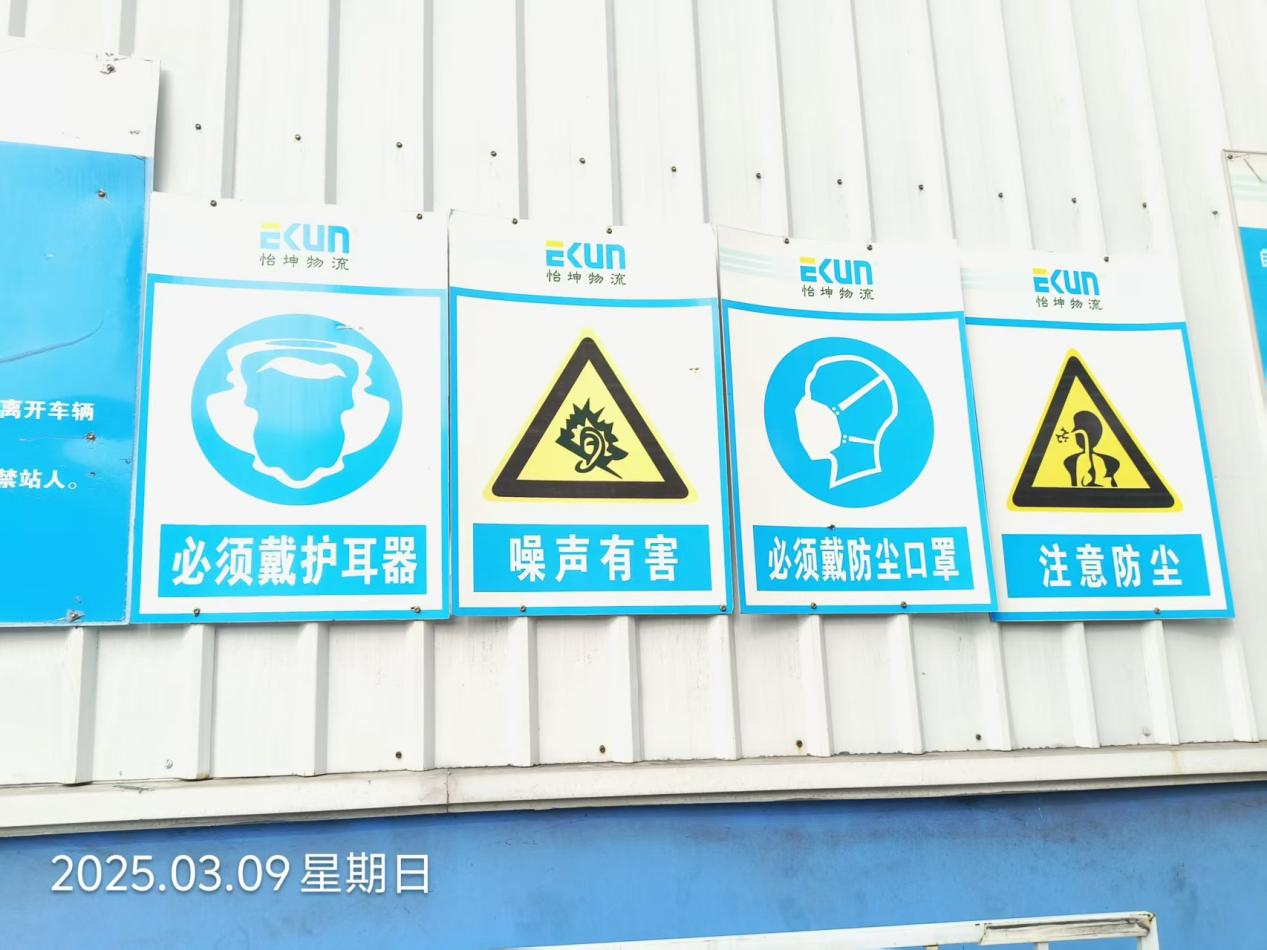 离开车辆
禁站人。
EKUN
怡坤物流
必须戴护耳器
EKUN
怡坤物流
噪声有害
EKUN
怡坤物流
必须戴防尘口罩
EKUN
怡坤物流
注意防尘
2025.03.09 星期日